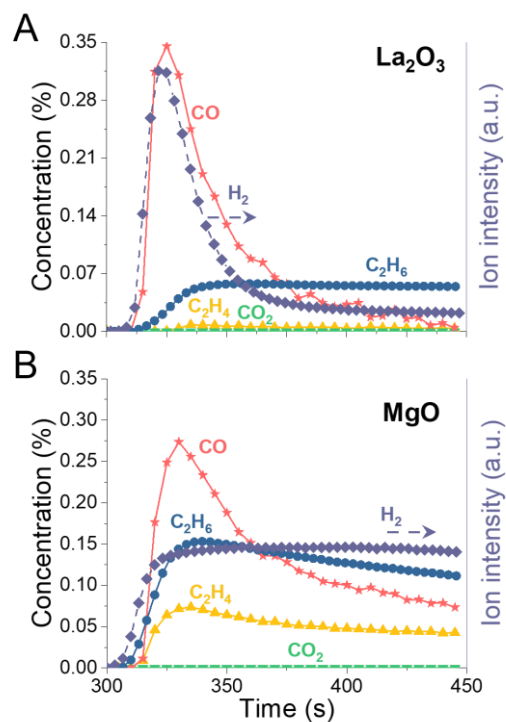 A
La₂O₃
0.35
0.28
0.21
0.14
0.07
0.00
Concentration (%)
Ion intensity (a.u.)
CO
H₂
C₂H₆
C₂H₄
CO₂
B
MgO
0.35
0.30
0.25
0.20
0.15
0.10
0.05
0.00
Concentration (%)
Ion intensity (a.u.)
CO
H₂
C₂H₆
C₂H₄
CO₂
300
350
400
450
Time (s)